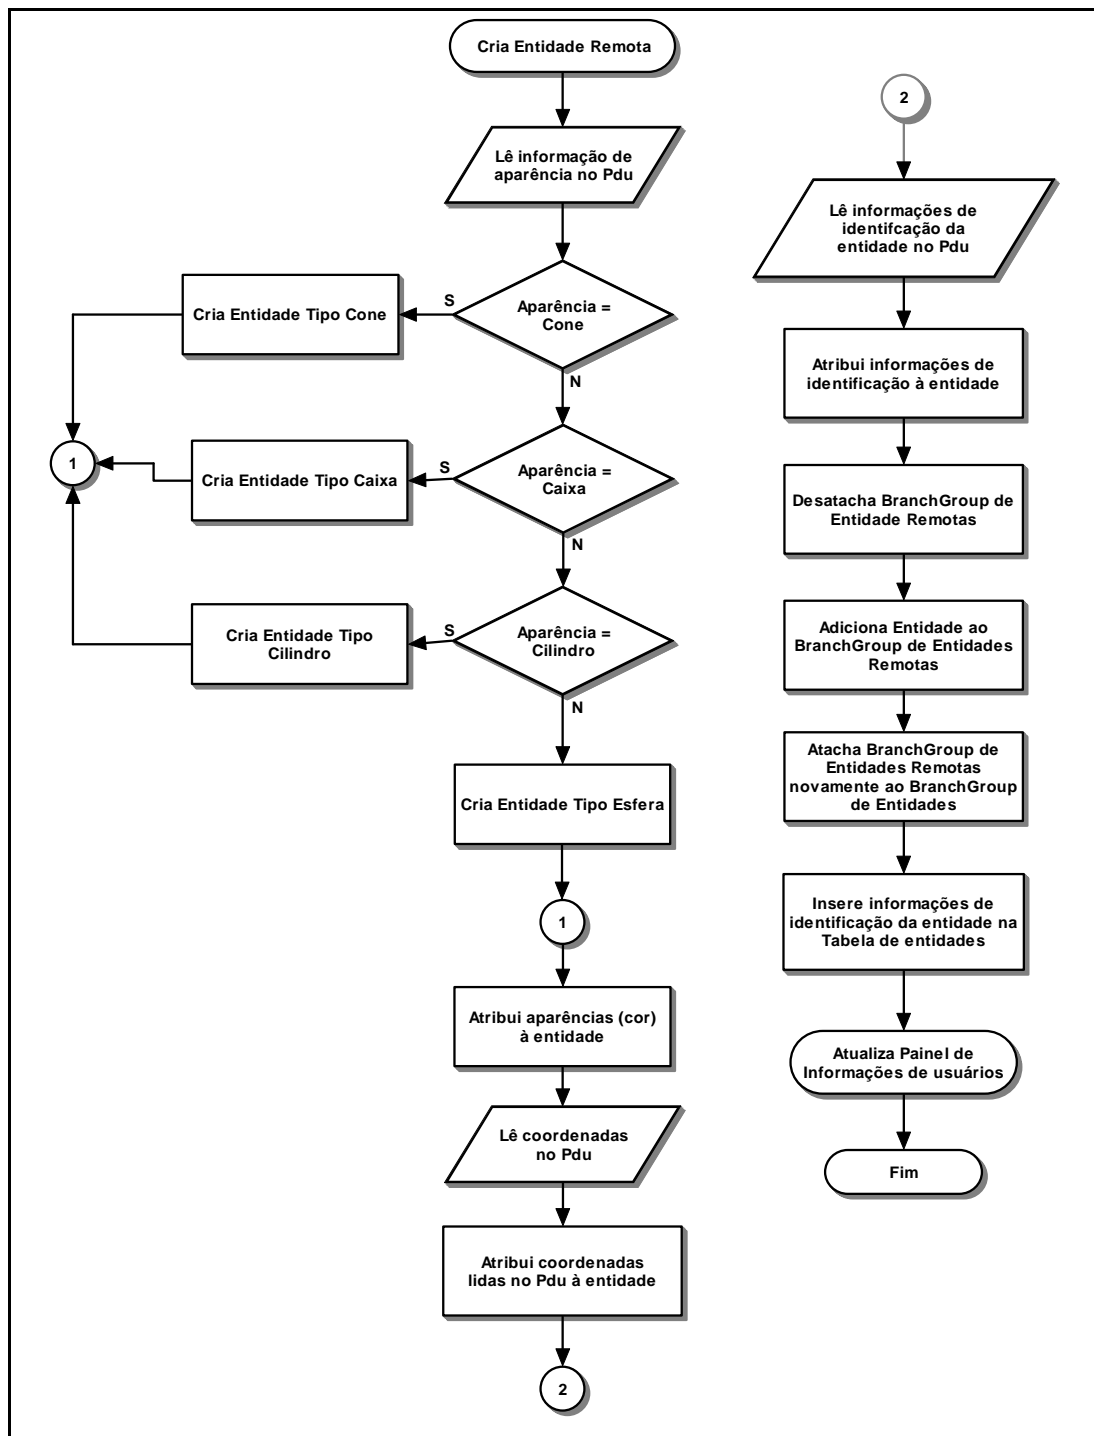 Cria Entidade Remota
Lê informação de
aparência no Pdu
Aparência =
Cone
S
N
Cria Entidade Tipo Cone
1
Aparência =
Caixa
S
N
Cria Entidade Tipo Caixa
Aparência =
Cilindro
S
N
Cria Entidade Tipo
Cilindro
Cria Entidade Tipo Esfera
1
Atribui aparências (cor)
à entidade
Lê coordenadas
no Pdu
Atribui coordenadas
lidas no Pdu à entidade
2
2
Lê informações de
identifcação da
entidade no Pdu
Atribui informações de
identificação à entidade
Desatacha BranchGroup de
Entidade Remotas
Adiciona Entidade ao
BranchGroup de Entidades
Remotas
Atacha BranchGroup de
Entidades Remotas
novamente ao BranchGroup
de Entidades
Insere informações de
identificação da entidade na
Tabela de entidades
Atualiza Painel de
Informações de usuários
Fim